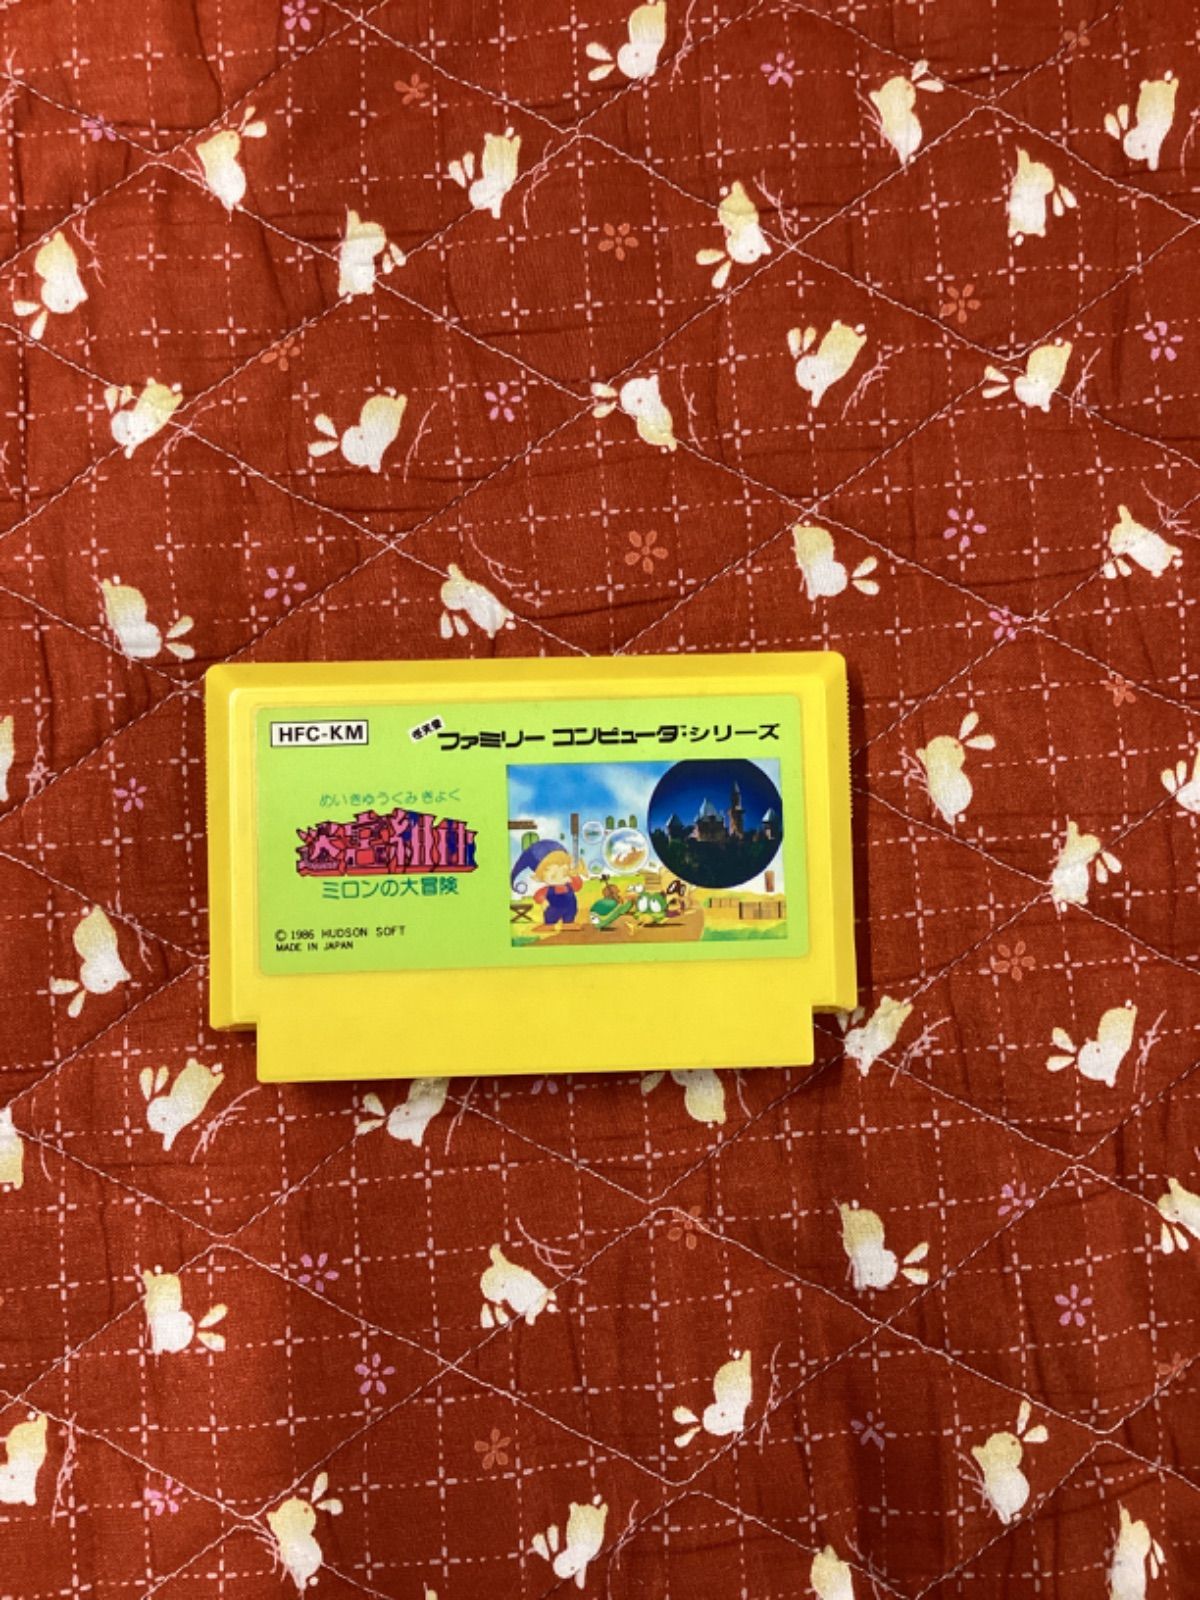 HFC-KM
任天堂
ファミリー コンピュータ・シリーズ
めいきゅうくみきょく
迷宮組曲
ミロンの大冒険
© 1986 HUDSON SOFT
MADE IN JAPAN